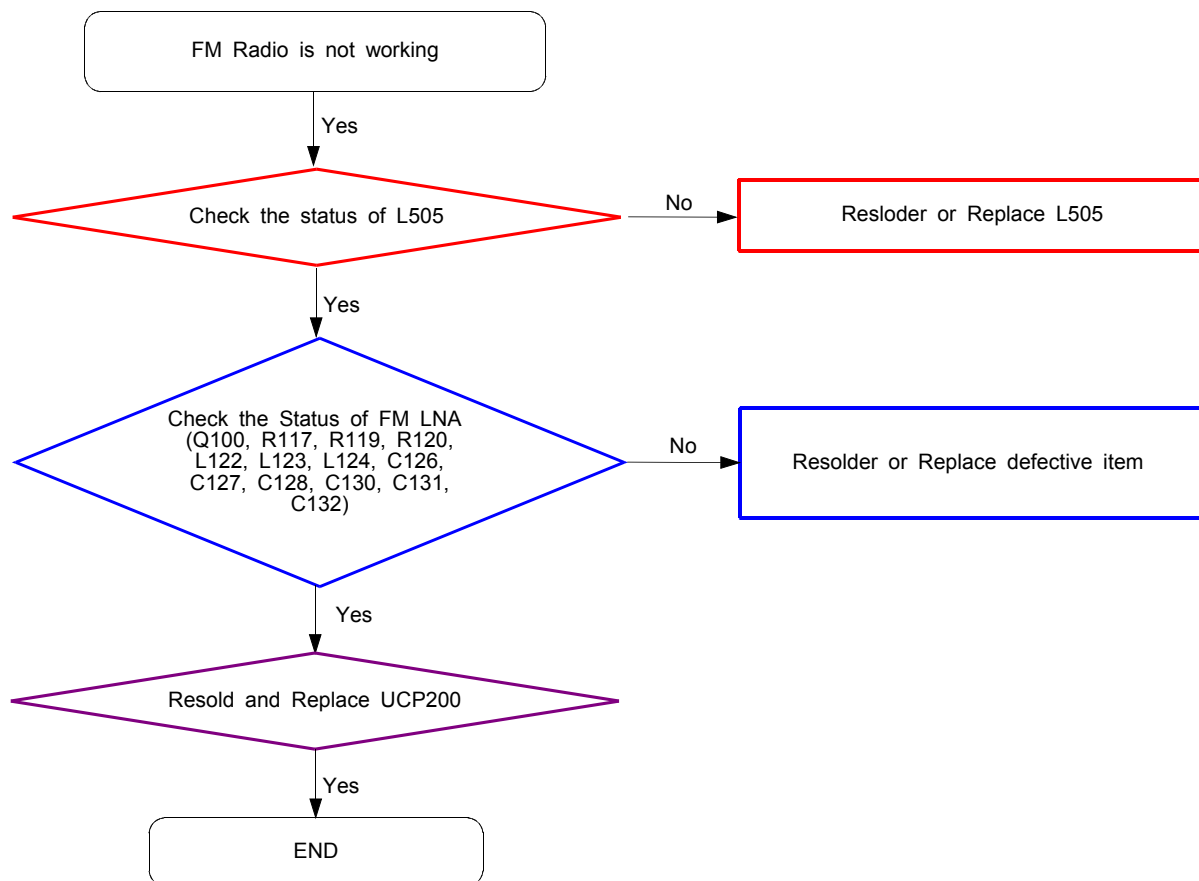 FM Radio is not working
Yes
Check the status of L505
No
Resloder or Replace L505
Yes
Check the Status of FM LNA
(Q100, R117, R119, R120,
L122, L123, L124, C126,
C127, C128, C130, C131,
C132)
No
Resolder or Replace defective item
Yes
Resold and Replace UCP200
Yes
END